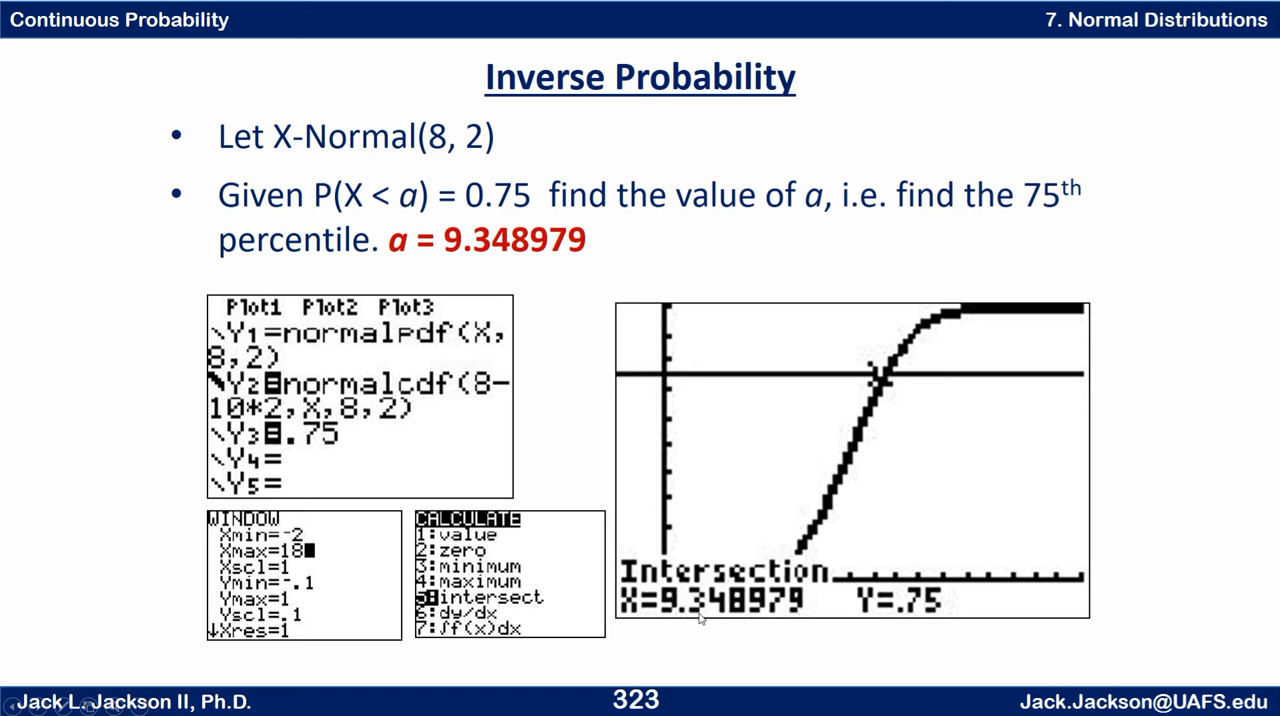 Continuous Probability
7. Normal Distributions
Inverse Probability
• Let X-Normal(8, 2)
• Given P(X < a) = 0.75 find the value of a, i.e. find the 75th
percentile. a = 9.348979
Plot1 Plot2 Plot3
\Y1=normalpdf(X,
8,2)
\Y2=normalcdf(8-
10*2,X,8,2)
\Y3=.75
\Y4=
\Y5=
WINDOW
Xmin=-2
Xmax=18
Xscl=1
Ymin=-.1
Ymax=1
Yscl=.1
↓Xres=1
CALCULATE
1:value
2:zero
3:minimum
4:maximum
5:intersect
6:dy/dx
7:∫f(x)dx
Intersection
X=9.348979 Y=.75
Jack L. Jackson II, Ph.D.
323
Jack.Jackson@UAFS.edu